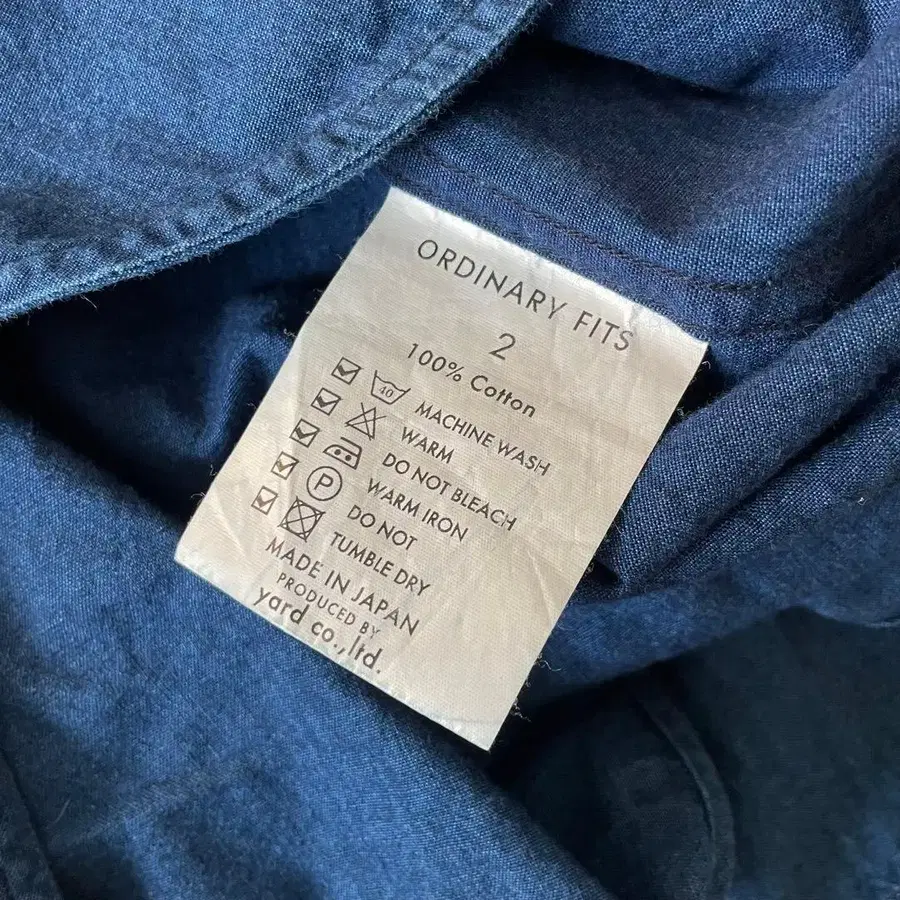 ORDINARY FITS
2
100% Cotton
40 MACHINE WASH
WARM
DO NOT BLEACH
WARM IRON
P DO NOT
TUMBLE DRY
MADE IN JAPAN
PRODUCED BY
yard co.,ltd.